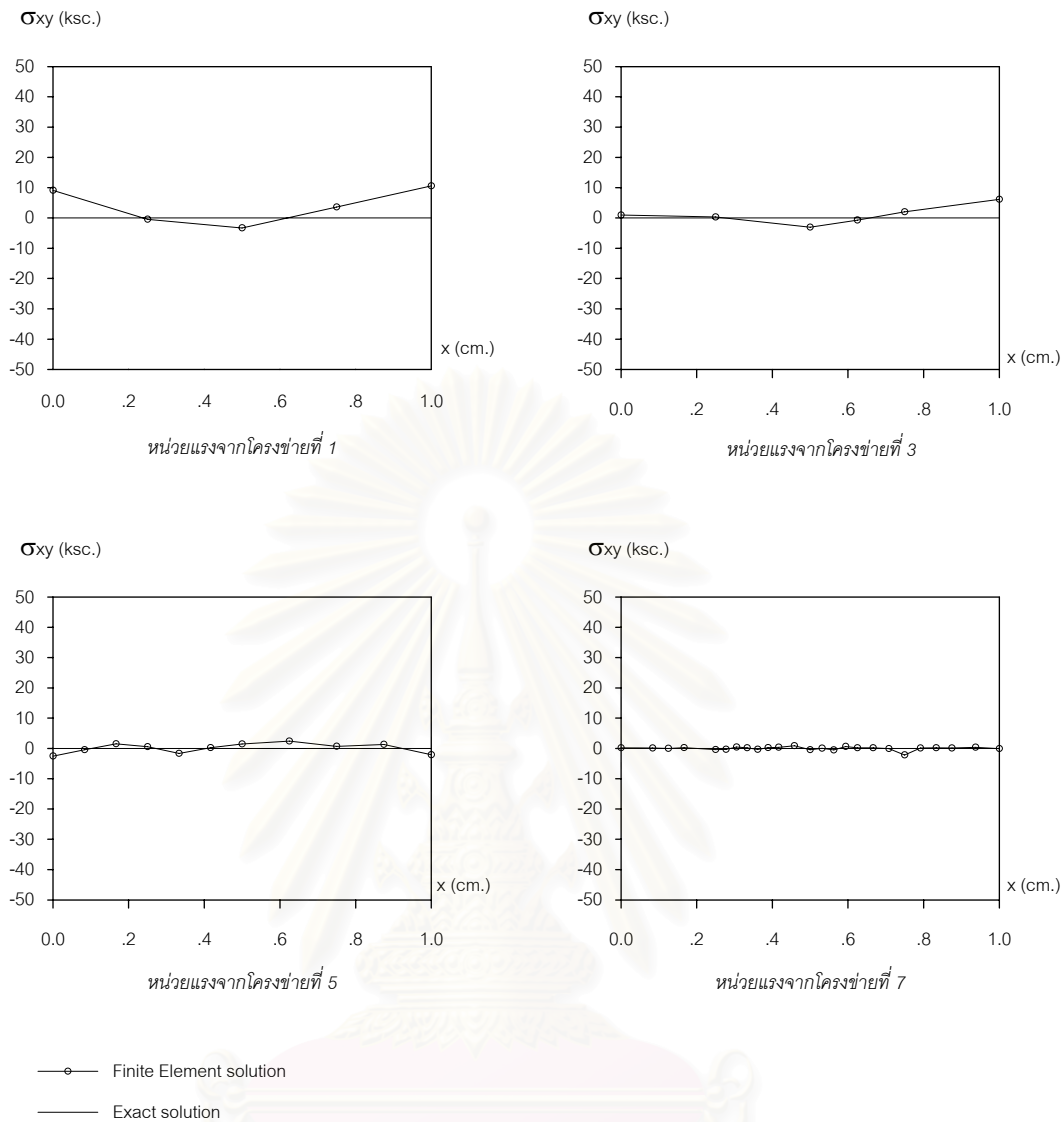 σxy (ksc.)
50
40
30
20
10
0
-10
-20
-30
-40
-50
x (cm.)
0.0 .2 .4 .6 .8 1.0
หน่วยแรงจากโครงข่ายที่ 1
σxy (ksc.)
50
40
30
20
10
0
-10
-20
-30
-40
-50
x (cm.)
0.0 .2 .4 .6 .8 1.0
หน่วยแรงจากโครงข่ายที่ 3
σxy (ksc.)
50
40
30
20
10
0
-10
-20
-30
-40
-50
x (cm.)
0.0 .2 .4 .6 .8 1.0
หน่วยแรงจากโครงข่ายที่ 5
σxy (ksc.)
50
40
30
20
10
0
-10
-20
-30
-40
-50
x (cm.)
0.0 .2 .4 .6 .8 1.0
หน่วยแรงจากโครงข่ายที่ 7
Finite Element solution
Exact solution